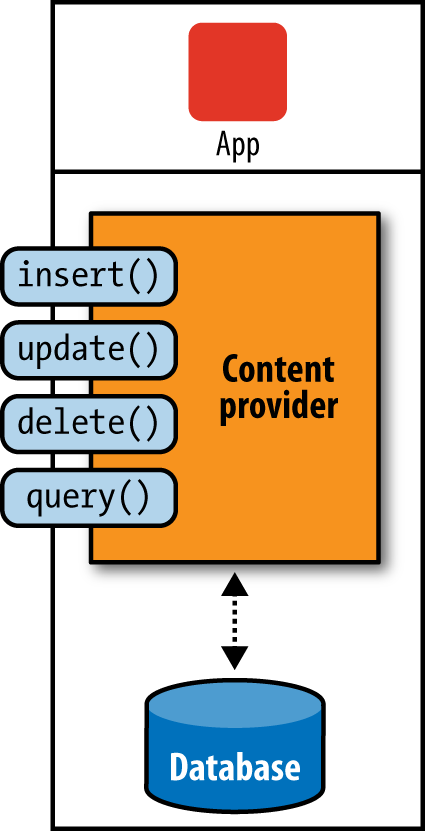 App
insert()
update()
delete()
query()
Content
provider
Database